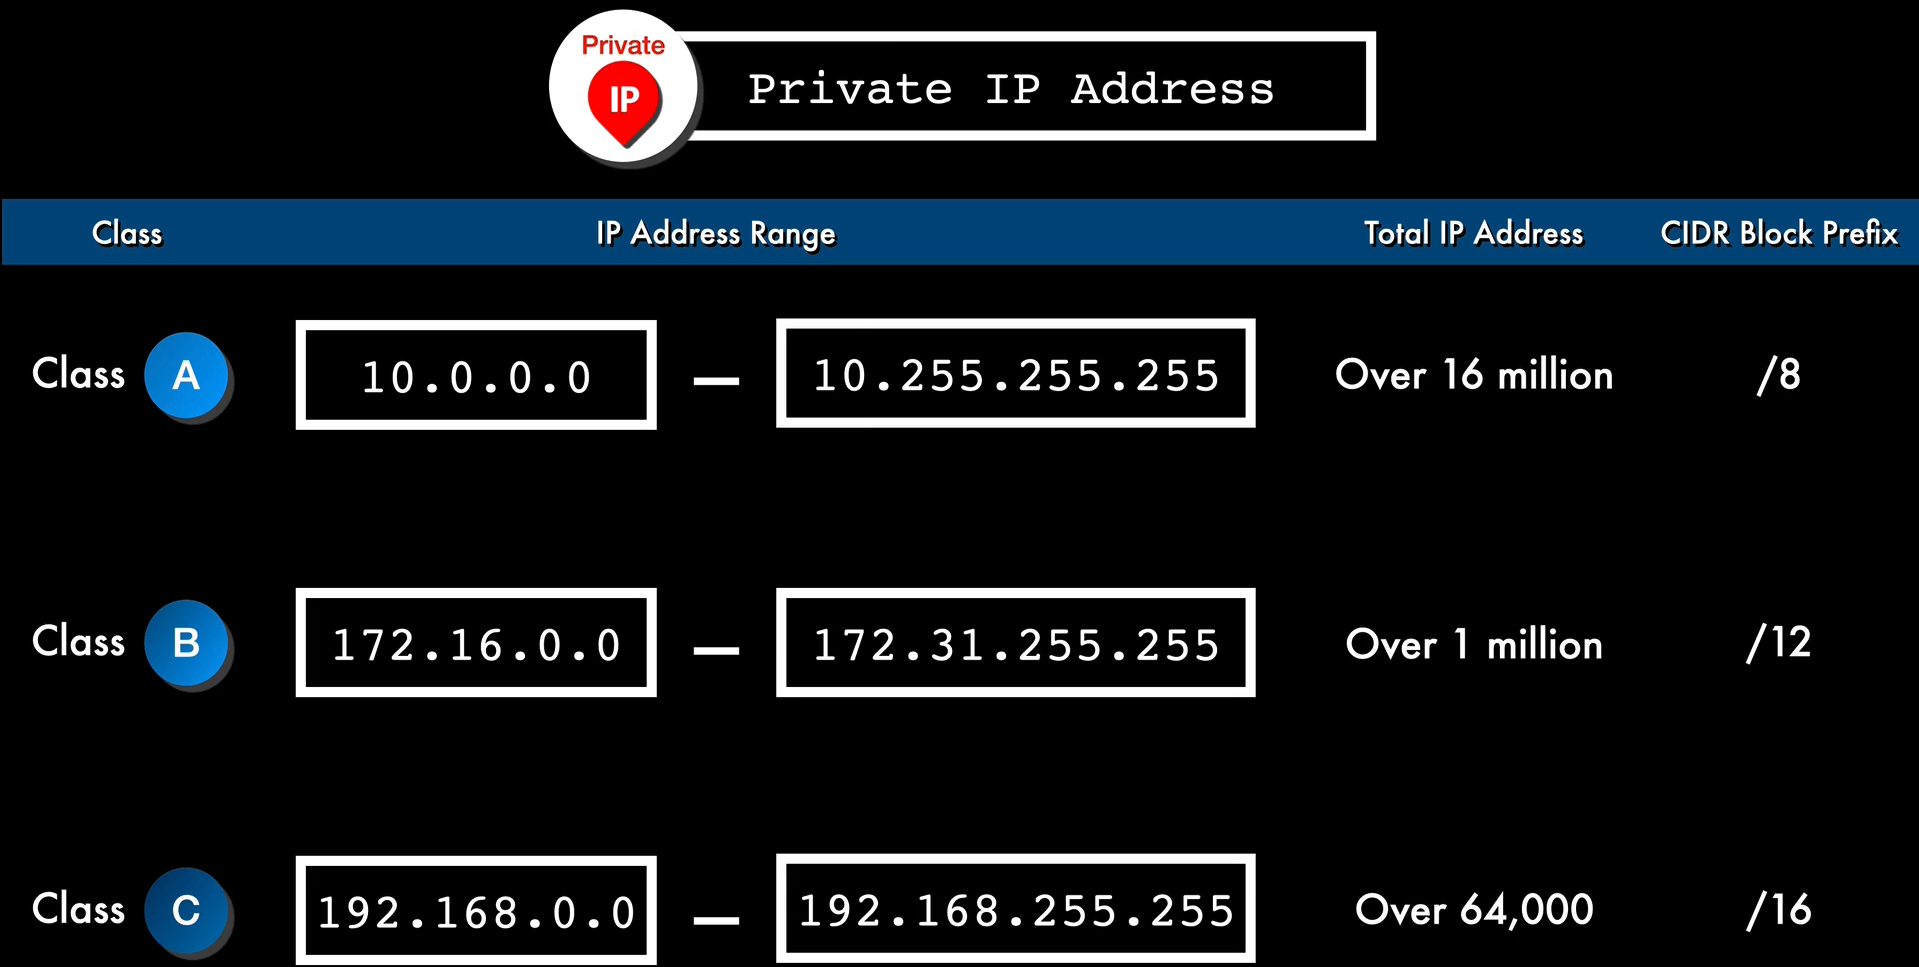 Private
IP
Private IP Address
Class IP Address Range Total IP Address CIDR Block Prefix
Class A 10.0.0.0 – 10.255.255.255 Over 16 million /8
Class B 172.16.0.0 – 172.31.255.255 Over 1 million /12
Class C 192.168.0.0 – 192.168.255.255 Over 64,000 /16